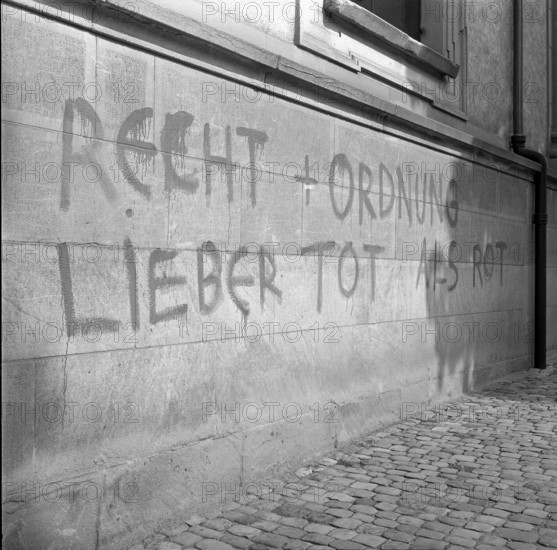 RECHT + ORDNUNG
LIEBER TOT ALS ROT